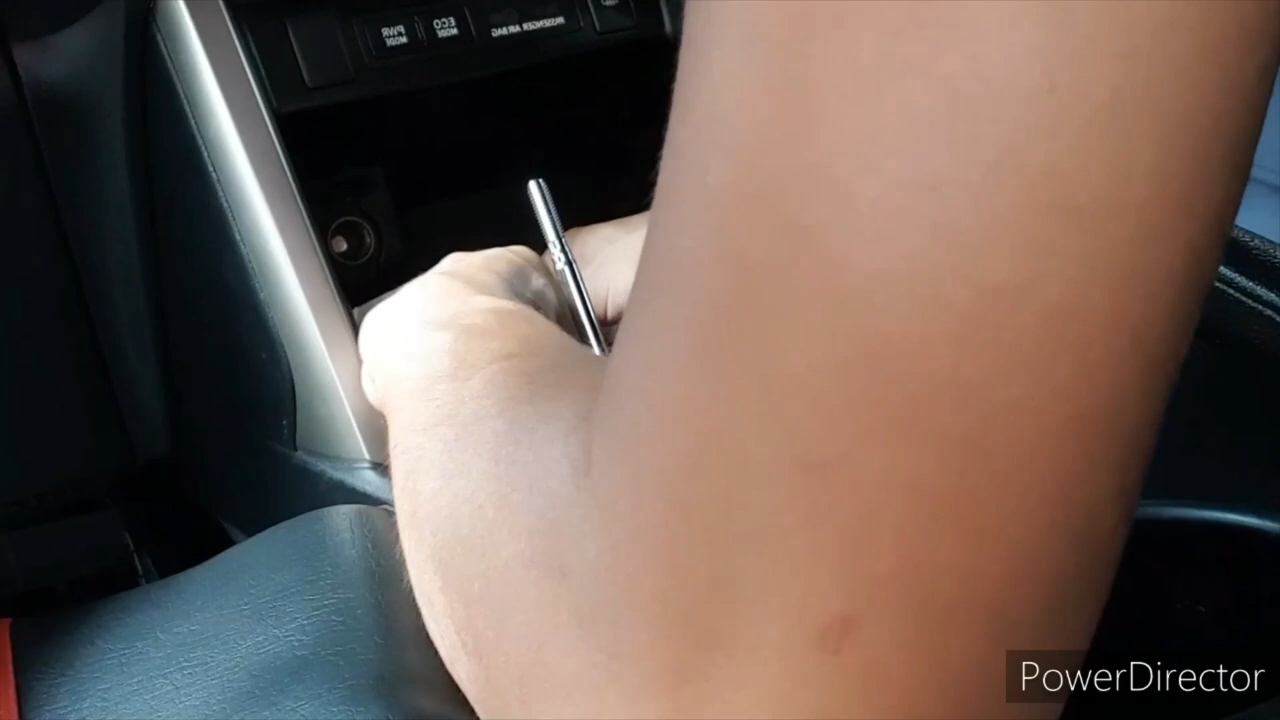 PWR
MODE
ECO
MODE
PASSENGER AIR BAG
PowerDirector